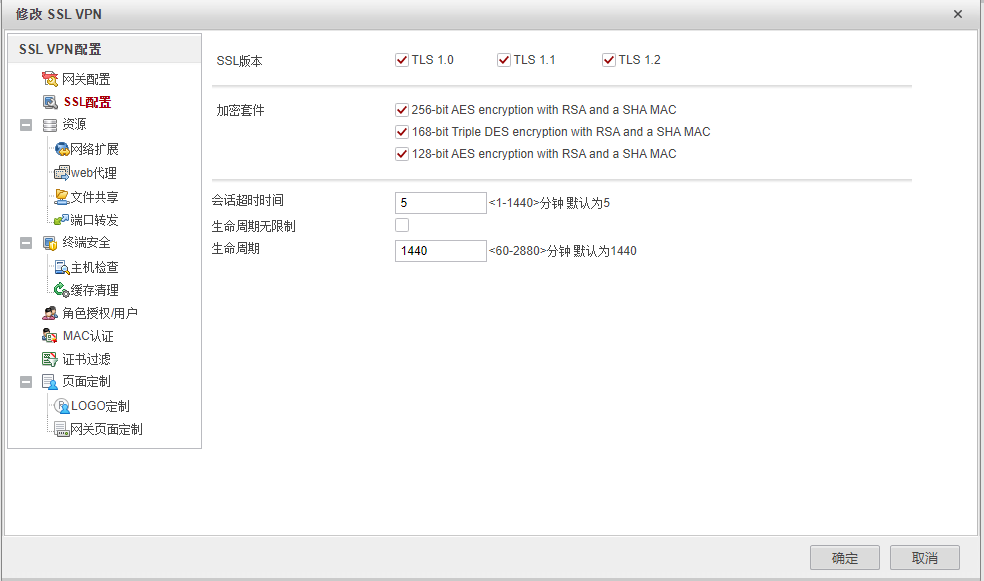 修改 SSL VPN
SSL VPN配置
网关配置
SSL配置
资源
网络扩展
web代理
文件共享
端口转发
终端安全
主机检查
缓存清理
角色授权/用户
MAC认证
证书过滤
页面定制
LOGO定制
网关页面定制
SSL版本 TLS 1.0 TLS 1.1 TLS 1.2
加密套件 256-bit AES encryption with RSA and a SHA MAC
168-bit Triple DES encryption with RSA and a SHA MAC
128-bit AES encryption with RSA and a SHA MAC
会话超时时间 5 <1-1440>分钟 默认为5
生命周期无限制
生命周期 1440 <60-2880>分钟 默认为1440
确定 取消